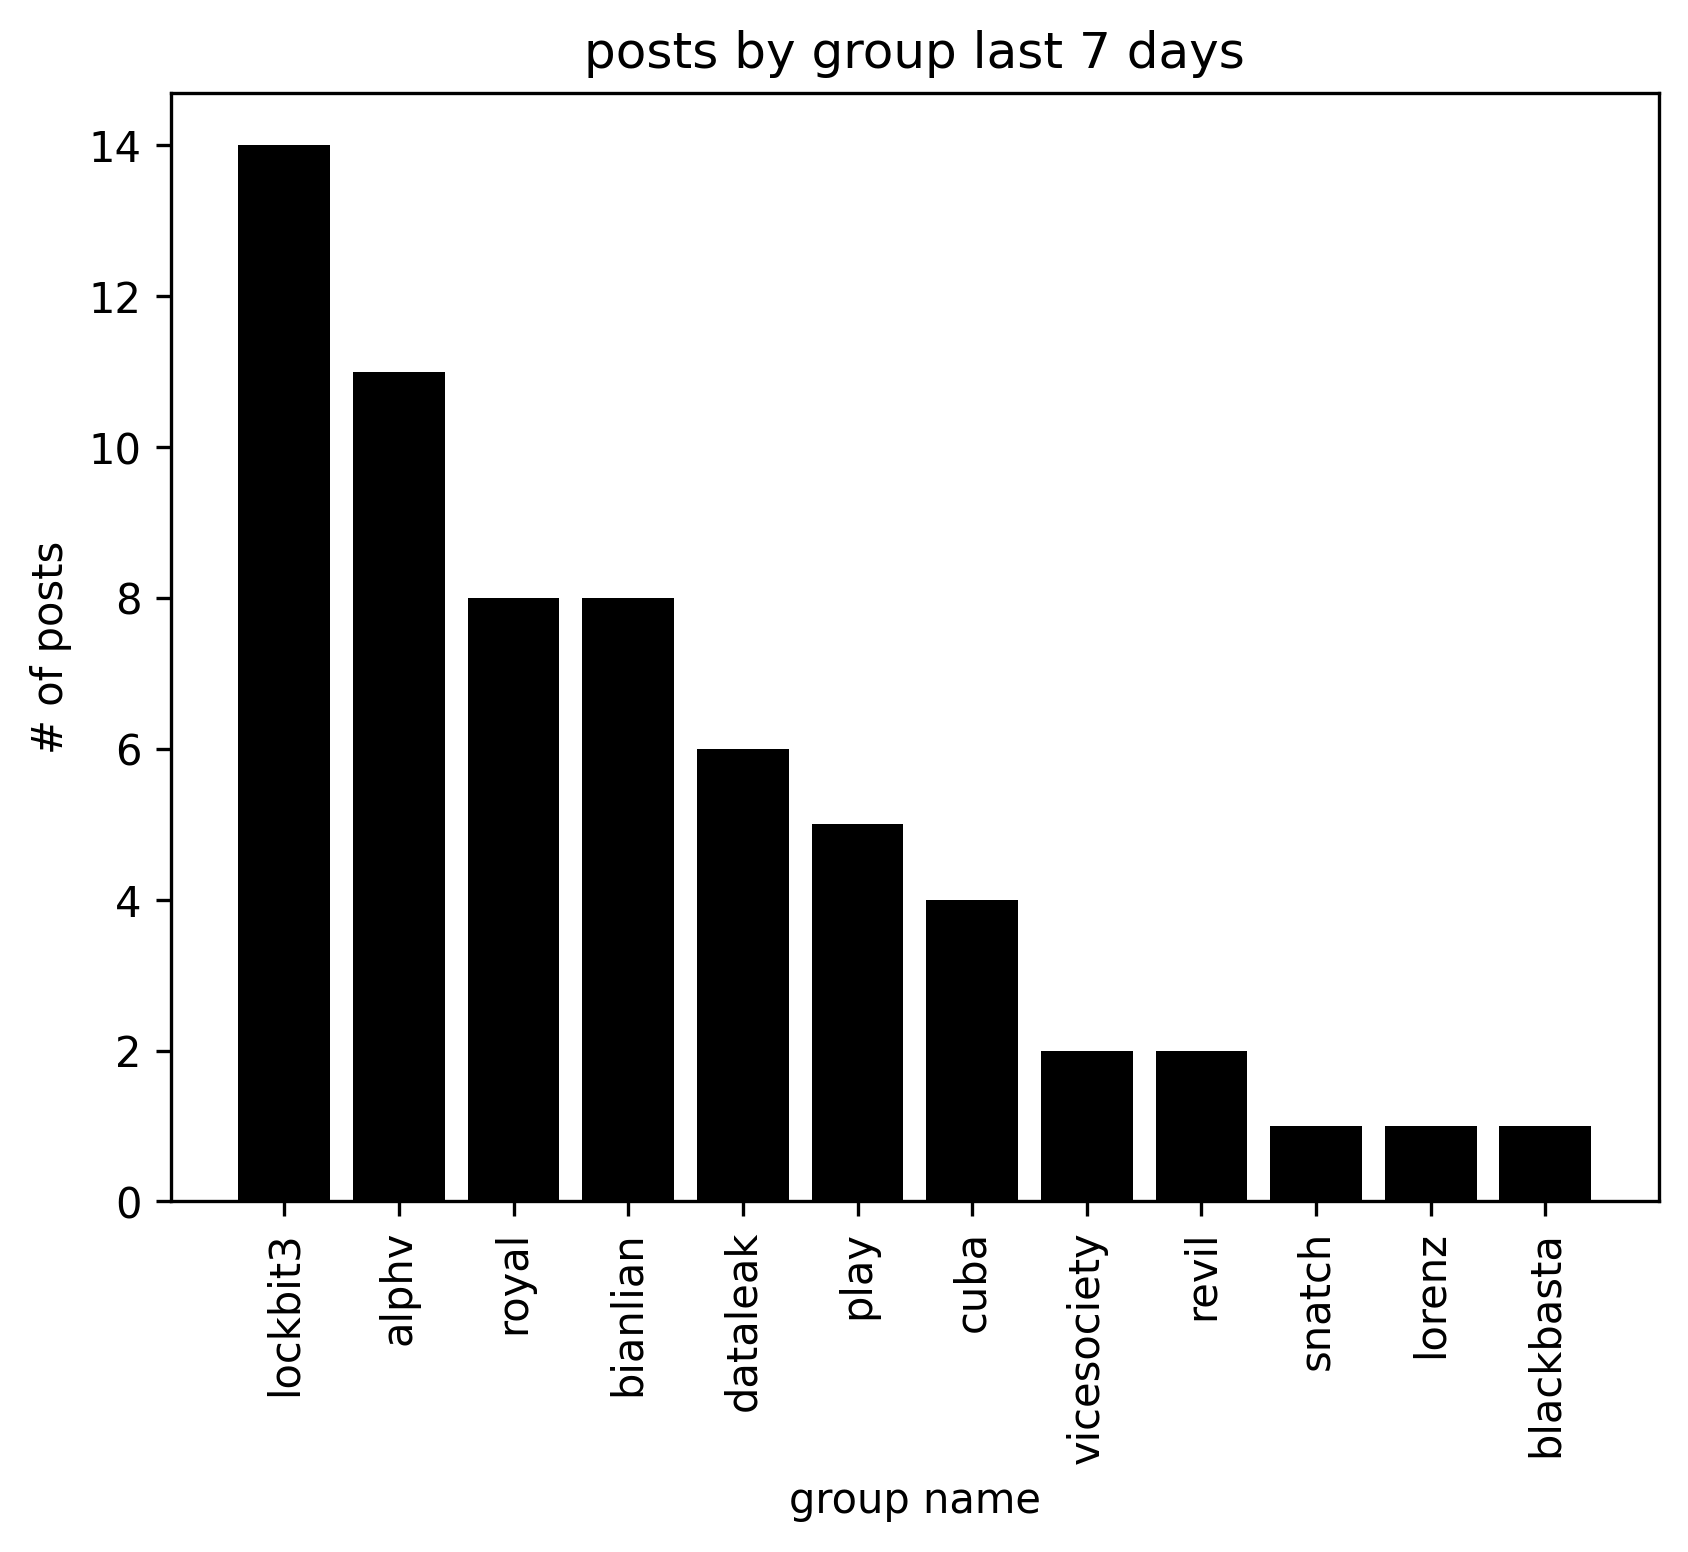 posts by group last 7 days
14
12
10
8
6
4
2
0
# of posts
lockbit3
alphv
royal
bianlian
dataleak
play
cuba
vicesociety
revil
snatch
lorenz
blackbasta
group name